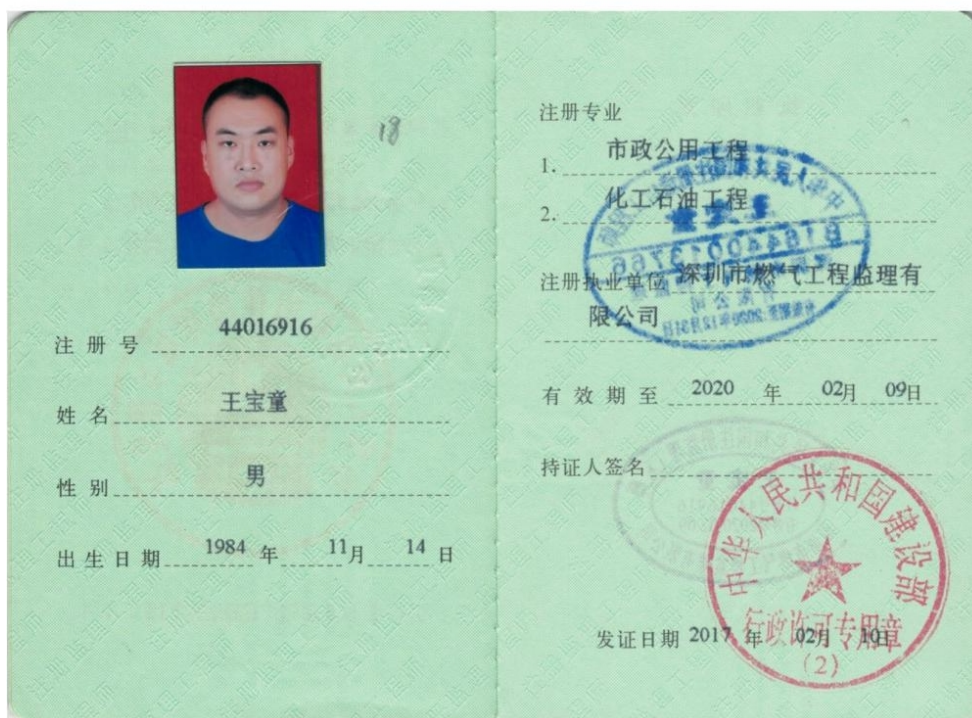 18
注册号 44016916
姓名 王宝童
性别 男
出生日期 1984 年 11月 14 日
注册专业
1. 市政公用工程
2. 化工石油工程
注册执业单位 深圳市燃气工程监理有
限公司
有效期至 2020 年 02月 09日
持证人签名
中华人民共和国建设部
行政许可专用章
(2)
发证日期 2017 年 02月 10日